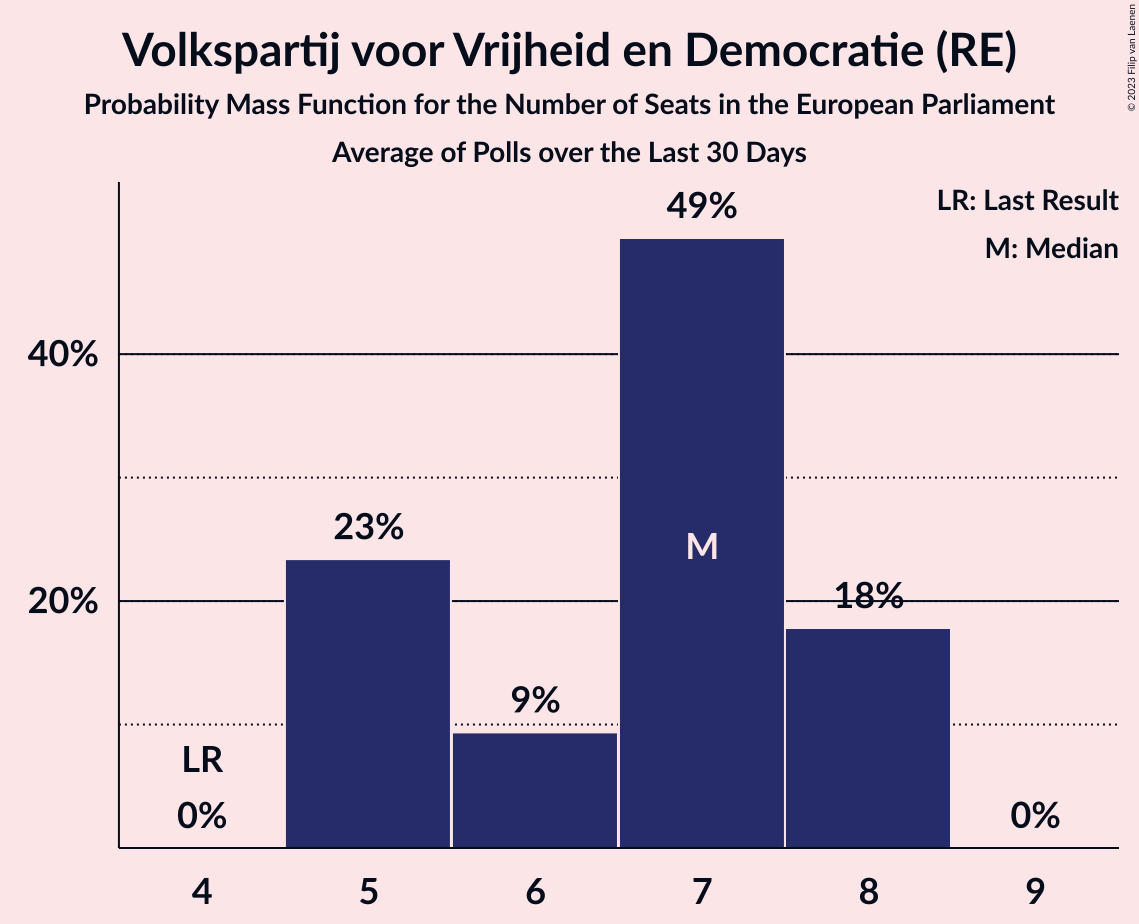 Volkspartij voor Vrijheid en Democratie (RE)
Probability Mass Function for the Number of Seats in the European Parliament
Average of Polls over the Last 30 Days
© 2023 Filip van Laenen
LR: Last Result
M: Median
49%
40%
23%
M
20%
18%
9%
LR
0%
0%
4 5 6 7 8 9